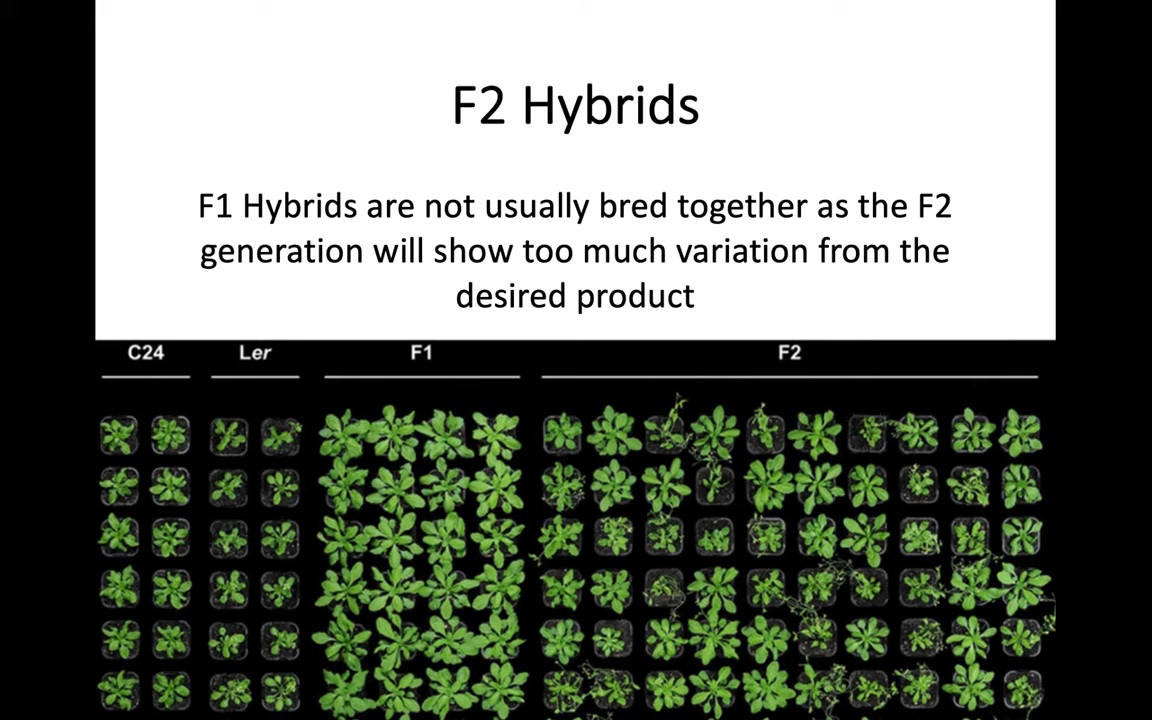 F2 Hybrids
F1 Hybrids are not usually bred together as the F2
generation will show too much variation from the
desired product
C24 Ler F1 F2